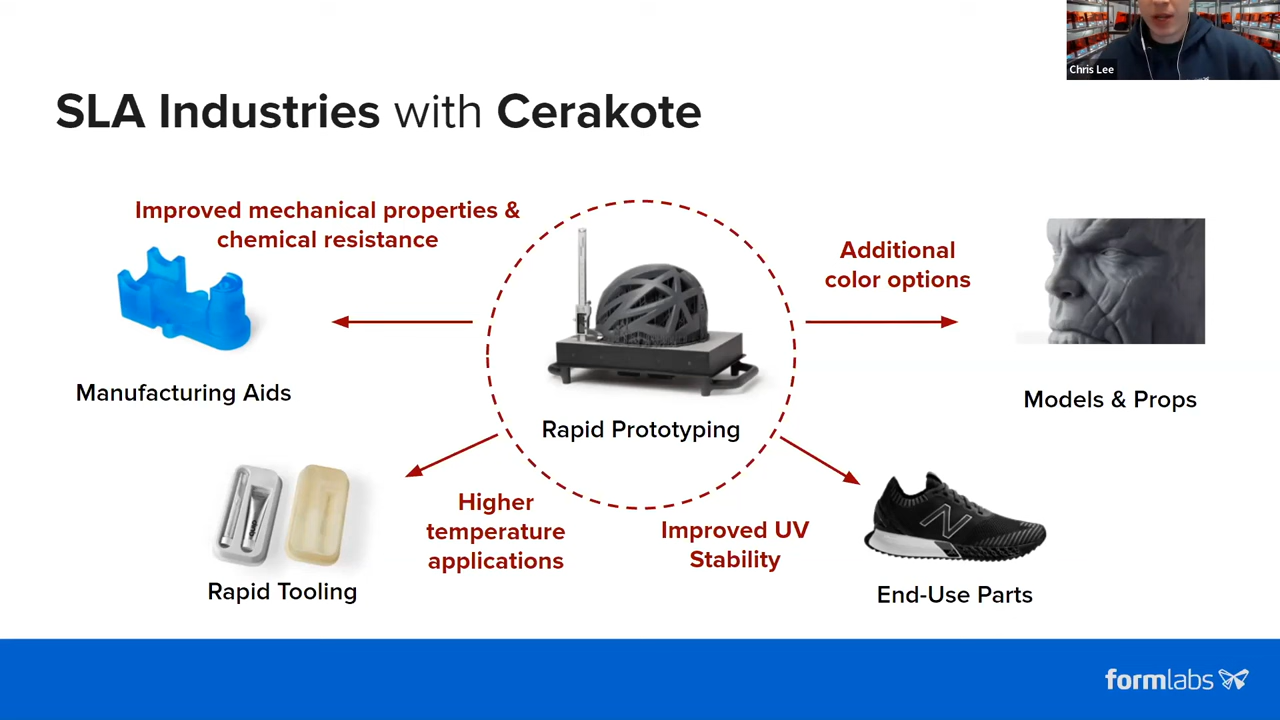 Chris Lee
SLA Industries with Cerakote
Improved mechanical properties &
chemical resistance
Additional
color options
Manufacturing Aids
Rapid Prototyping
Models & Props
Higher
temperature
applications
Improved UV
Stability
Rapid Tooling
End-Use Parts
formlabs